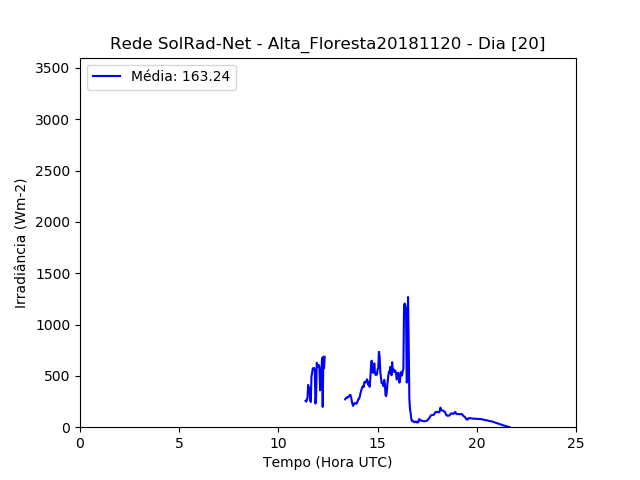 Rede SolRad-Net - Alta_Floresta20181120 - Dia [20]
Média: 163.24
3500
3000
2500
2000
1500
1000
500
0
Irradiância (Wm-2)
0 5 10 15 20 25
Tempo (Hora UTC)